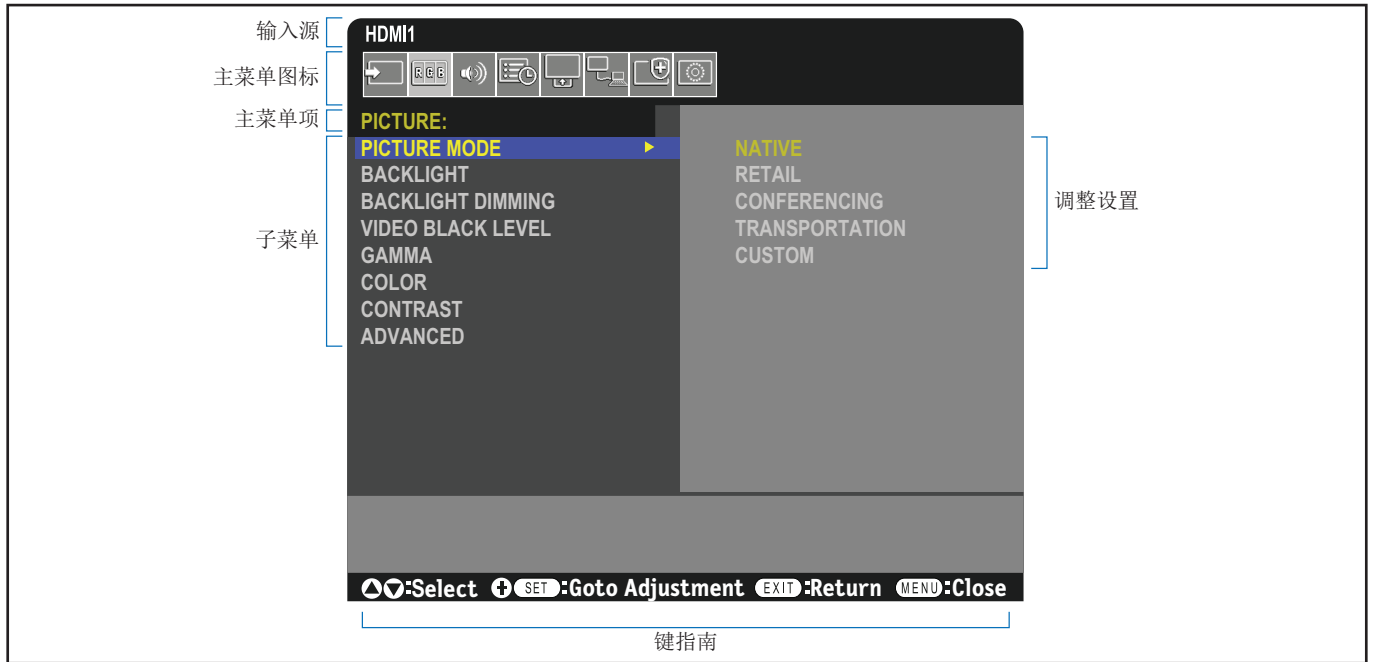 输入源
HDMI1
主菜单图标
RGB
主菜单项
PICTURE:
子菜单
PICTURE MODE
BACKLIGHT
BACKLIGHT DIMMING
VIDEO BLACK LEVEL
GAMMA
COLOR
CONTRAST
ADVANCED
NATIVE
RETAIL
CONFERENCING
TRANSPORTATION
CUSTOM
调整设置
:Select SET:Goto Adjustment EXIT:Return MENU:Close
键指南